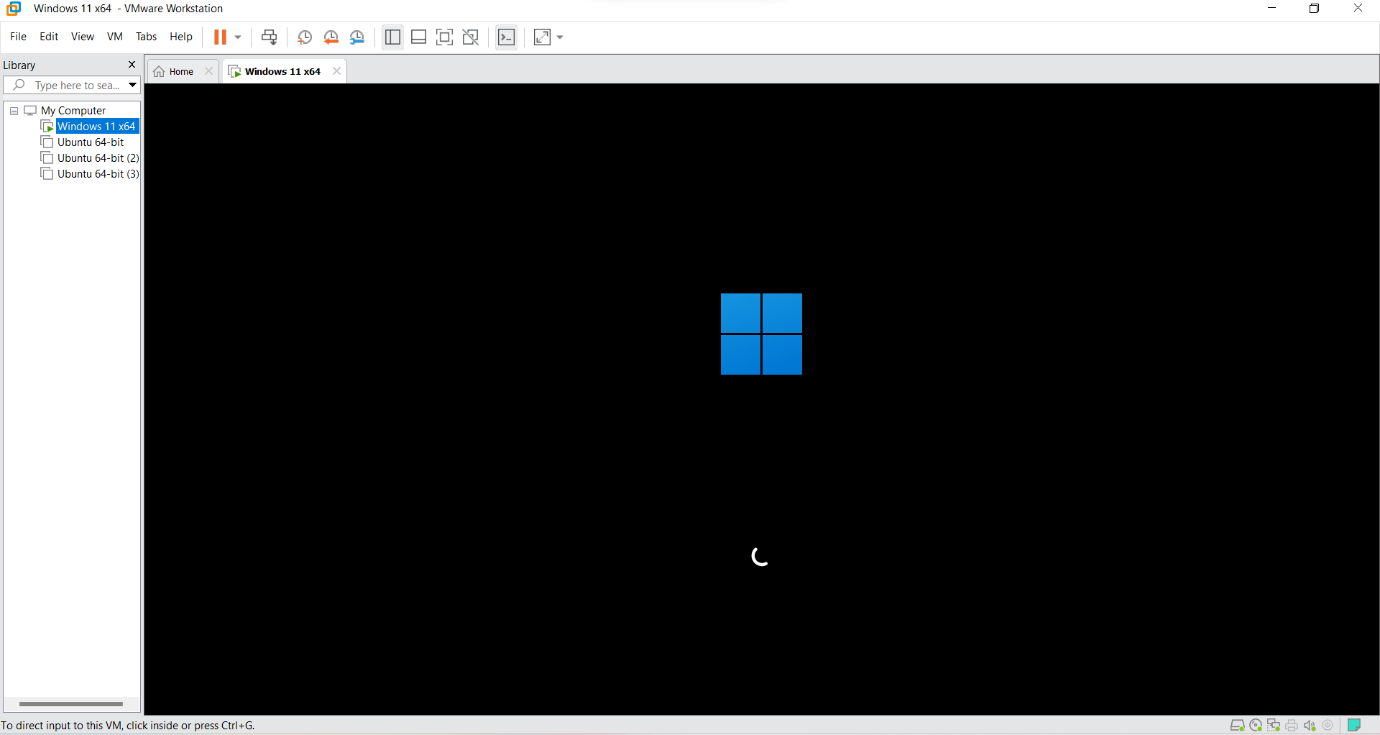 Windows 11 x64 - VMware Workstation
File Edit View VM Tabs Help
Library
Type here to sea...
My Computer
Windows 11 x64
Ubuntu 64-bit
Ubuntu 64-bit (2)
Ubuntu 64-bit (3)
Home
Windows 11 x64
To direct input to this VM, click inside or press Ctrl+G.